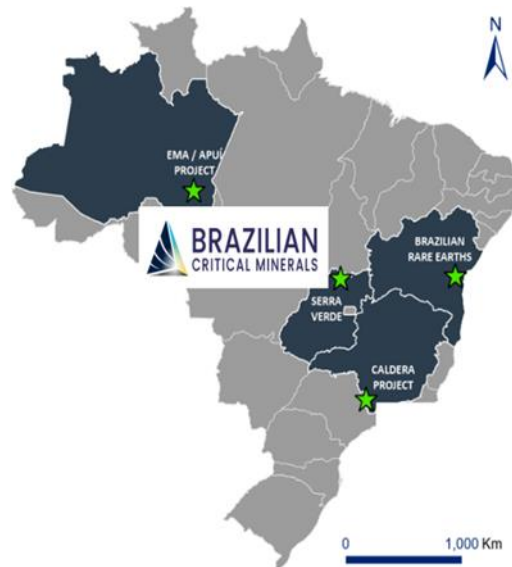 N
EMA / APUÍ
PROJECT
BRAZILIAN
CRITICAL MINERALS
BRAZILIAN
RARE EARTHS
SERRA
VERDE
CALDERA
PROJECT
0 1,000 Km